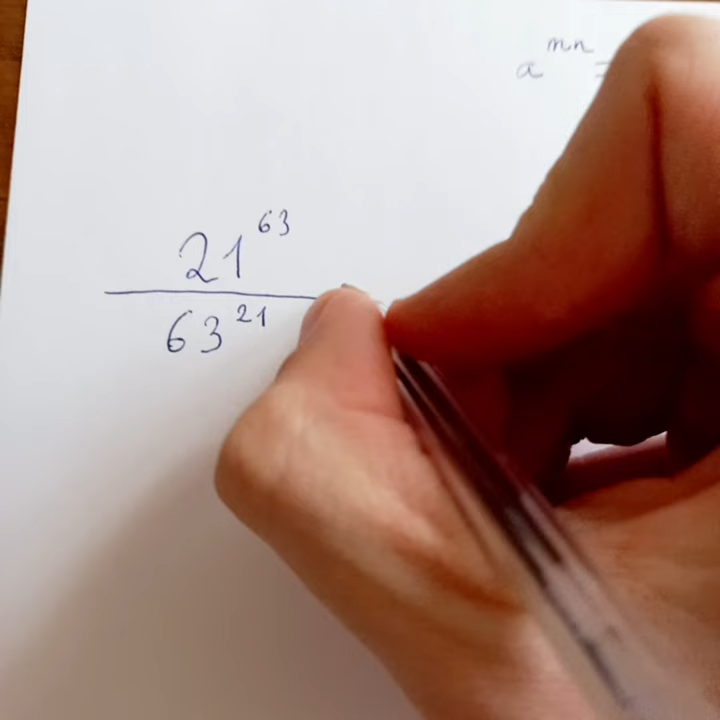 a^{mn} =
21^{63}
63^{21}